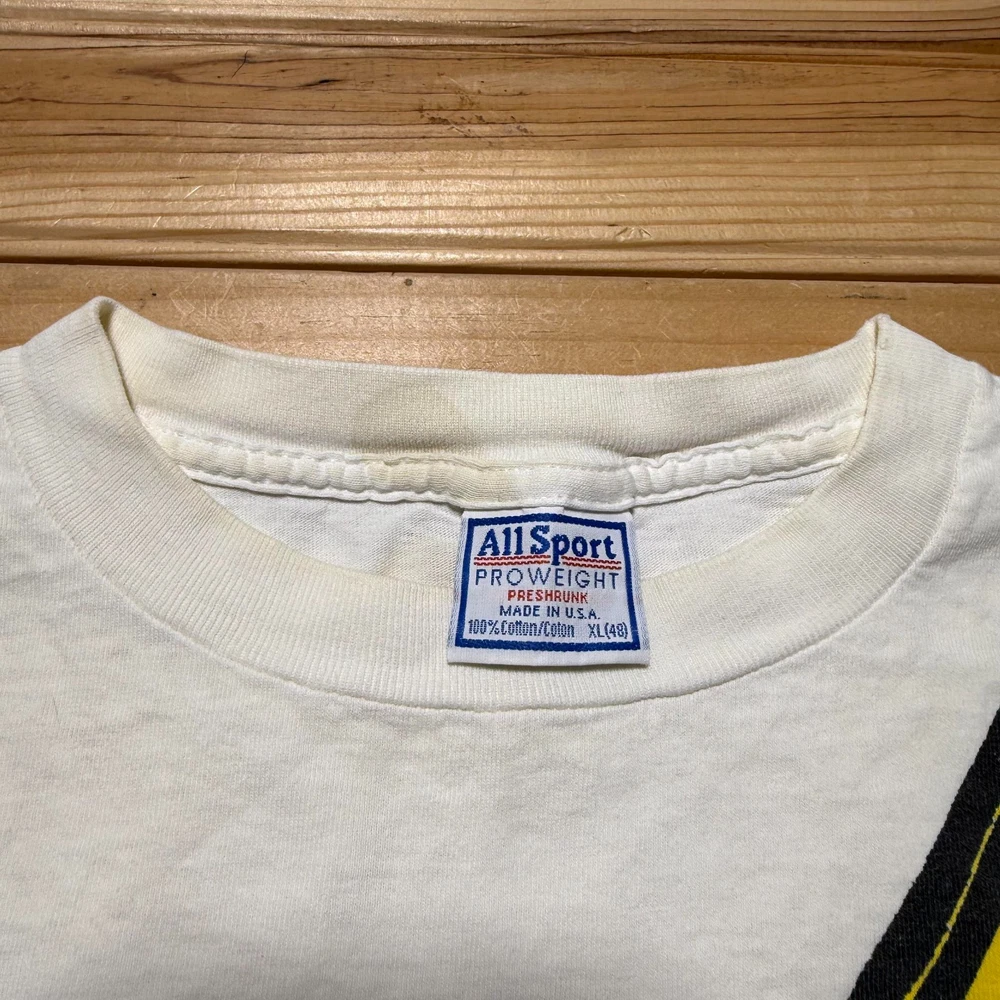 All Sport
PROWEIGHT
PRESHRUNK
MADE IN U.S.A.
100% Cotton/Coton XL(48)